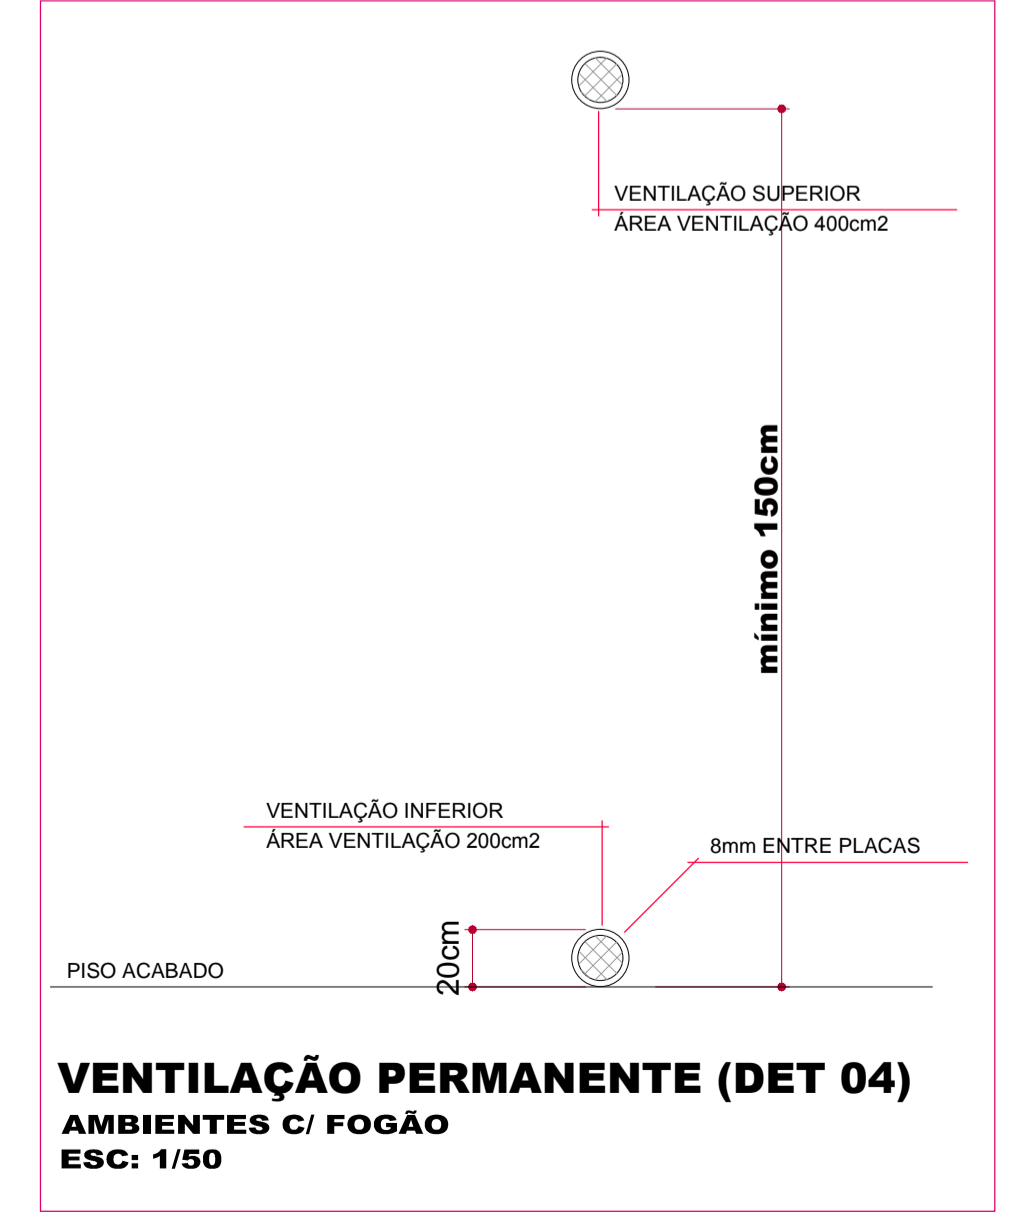 VENTILAÇÃO SUPERIOR
ÁREA VENTILAÇÃO 400cm2
mínimo 150cm
VENTILAÇÃO INFERIOR
ÁREA VENTILAÇÃO 200cm2
8mm ENTRE PLACAS
20cm
PISO ACABADO
VENTILAÇÃO PERMANENTE (DET 04)
AMBIENTES C/ FOGÃO
ESC: 1/50